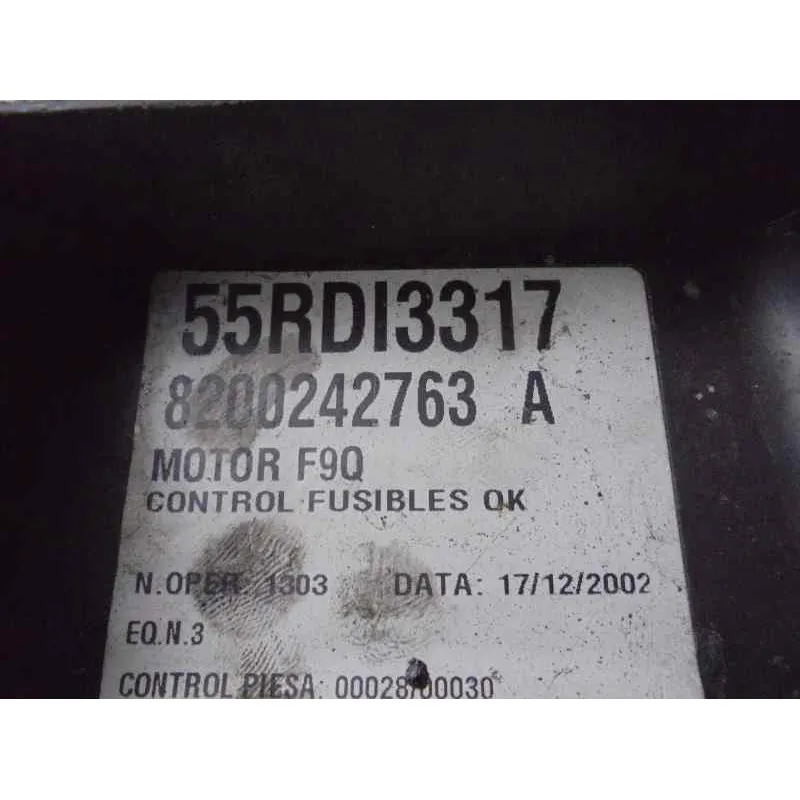 55RDI3317
8200242763 A
MOTOR F9Q
CONTROL FUSIBLES OK
N.OPER. 1303 DATA: 17/12/2002
EQ.N.3
CONTROL PIESA: 00028/00030